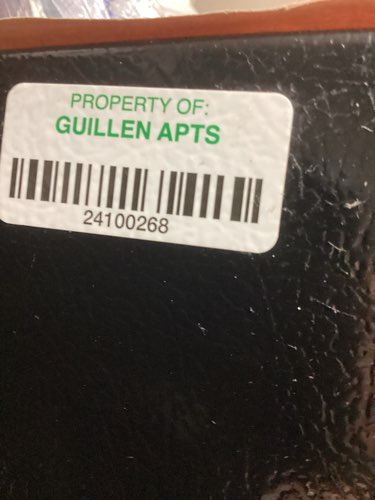 PROPERTY OF:
GUILLEN APTS
24100268